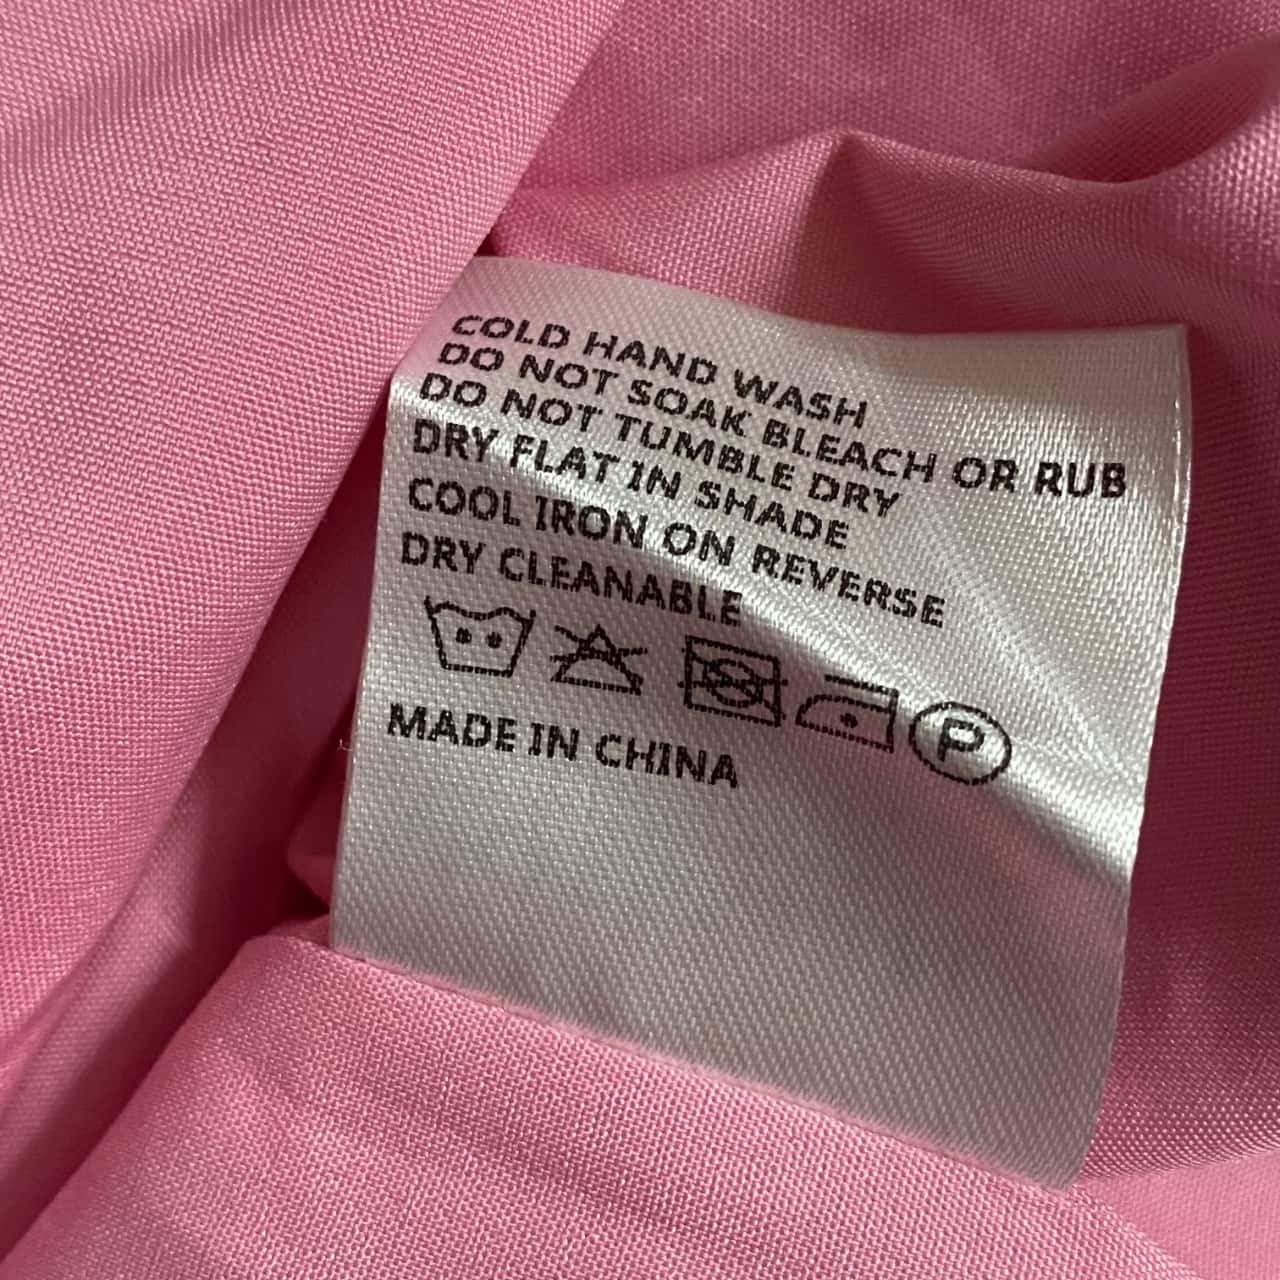 COLD HAND WASH
DO NOT SOAK BLEACH OR RUB
DO NOT TUMBLE DRY
DRY FLAT IN SHADE
COOL IRON ON REVERSE
DRY CLEANABLE
P
MADE IN CHINA